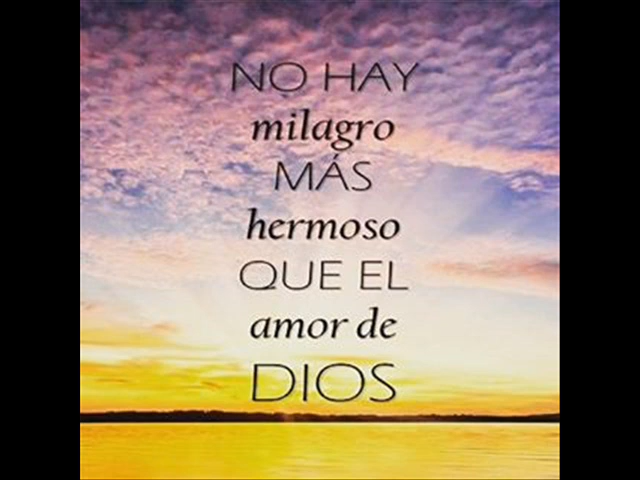 NO HAY
milagro
MÁS
hermoso
QUE EL
amor de
DIOS